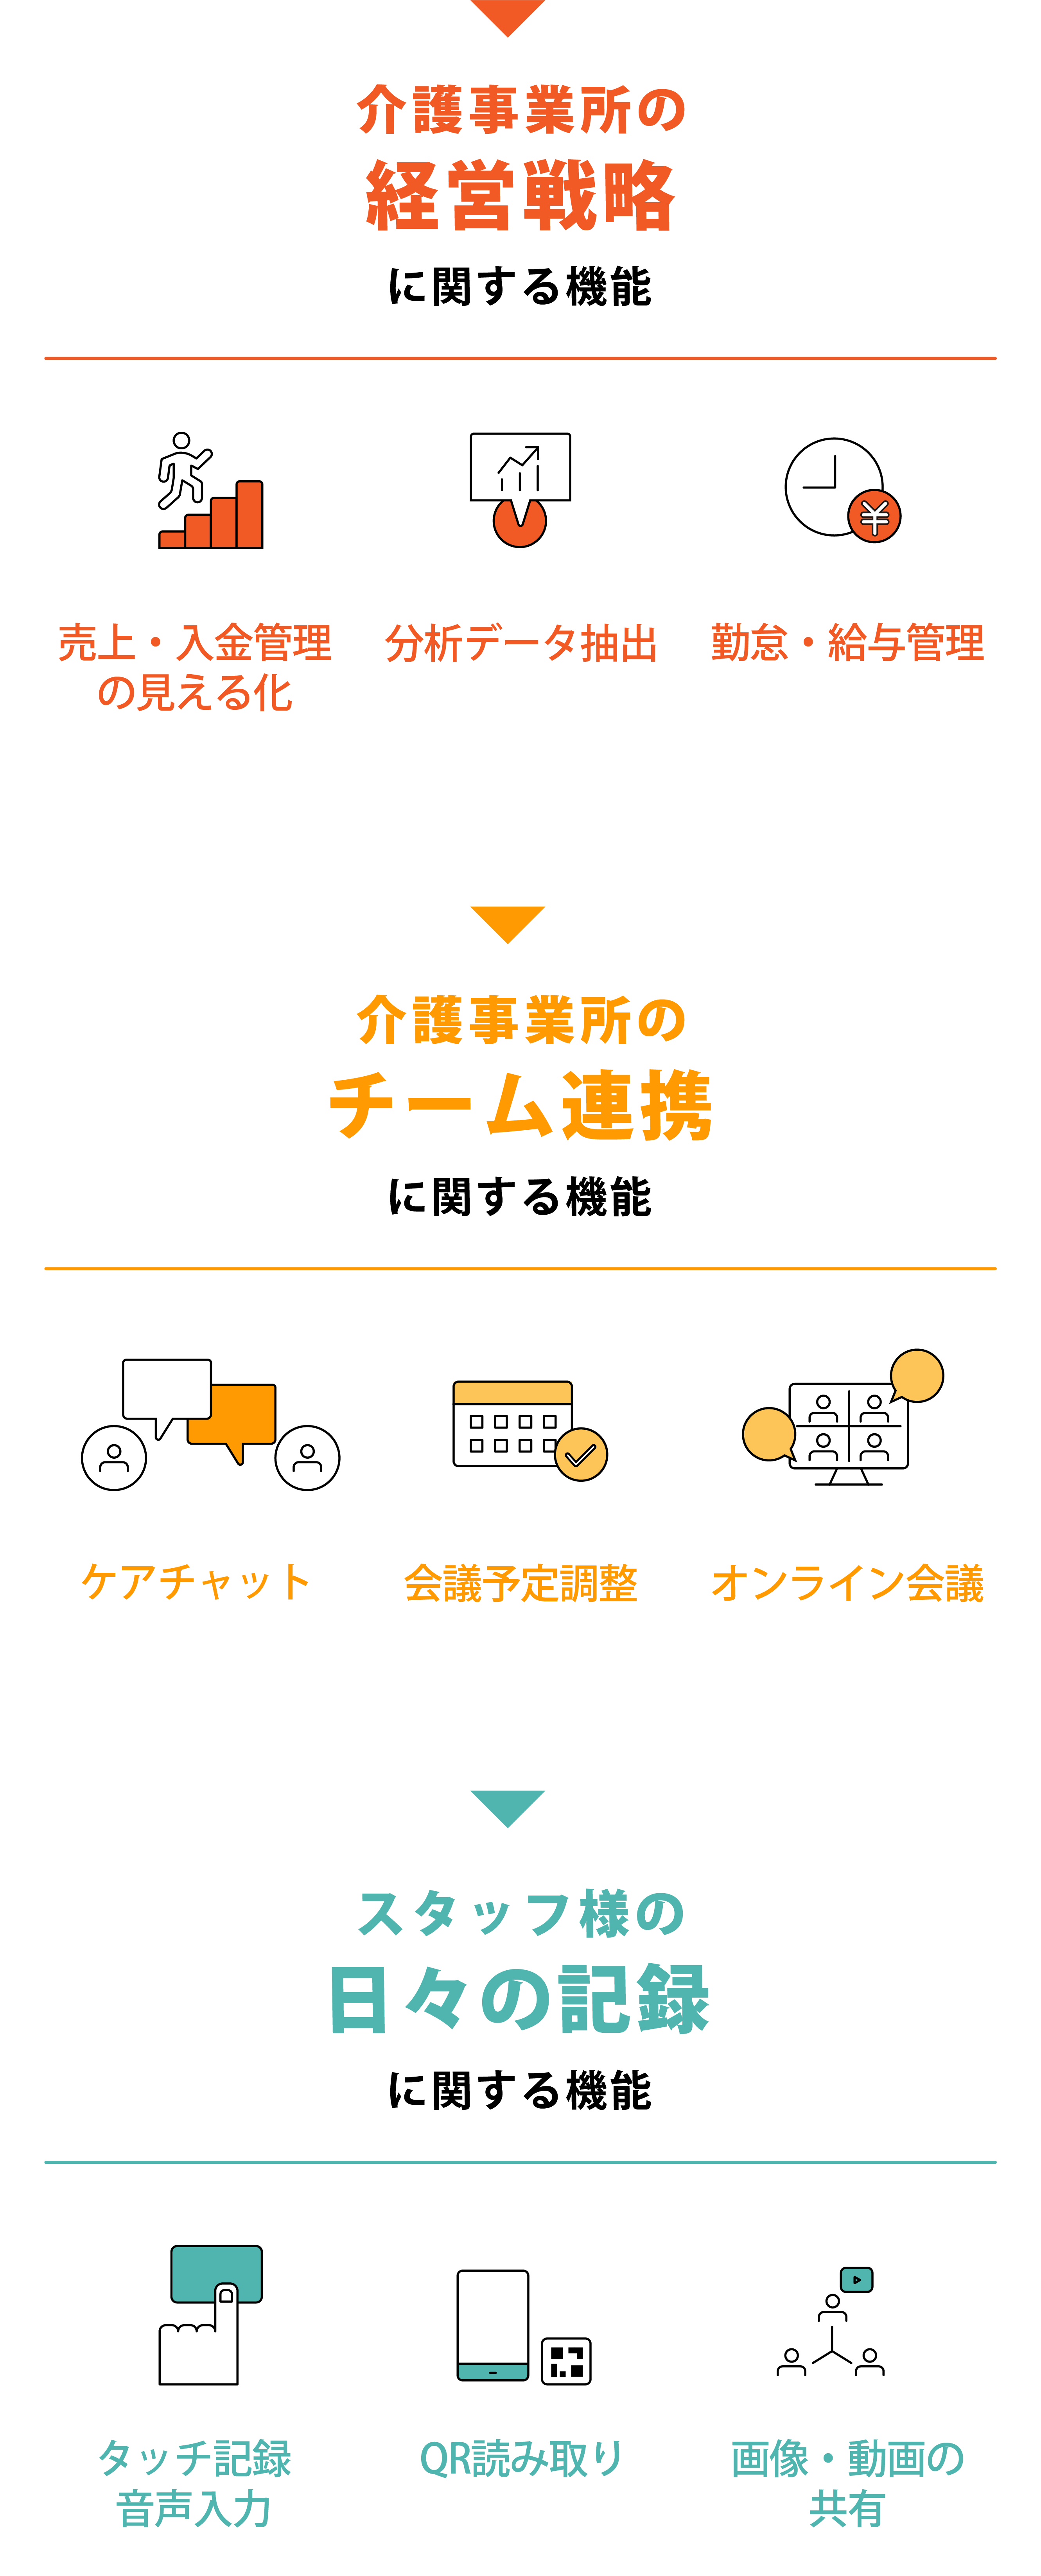 介護事業所の
経営戦略
に関する機能
売上・入金管理
の見える化
分析データ抽出
勤怠・給与管理
介護事業所の
チーム連携
に関する機能
ケアチャット
会議予定調整
オンライン会議
スタッフ様の
日々の記録
に関する機能
タッチ記録
音声入力
QR読み取り
画像・動画の
共有